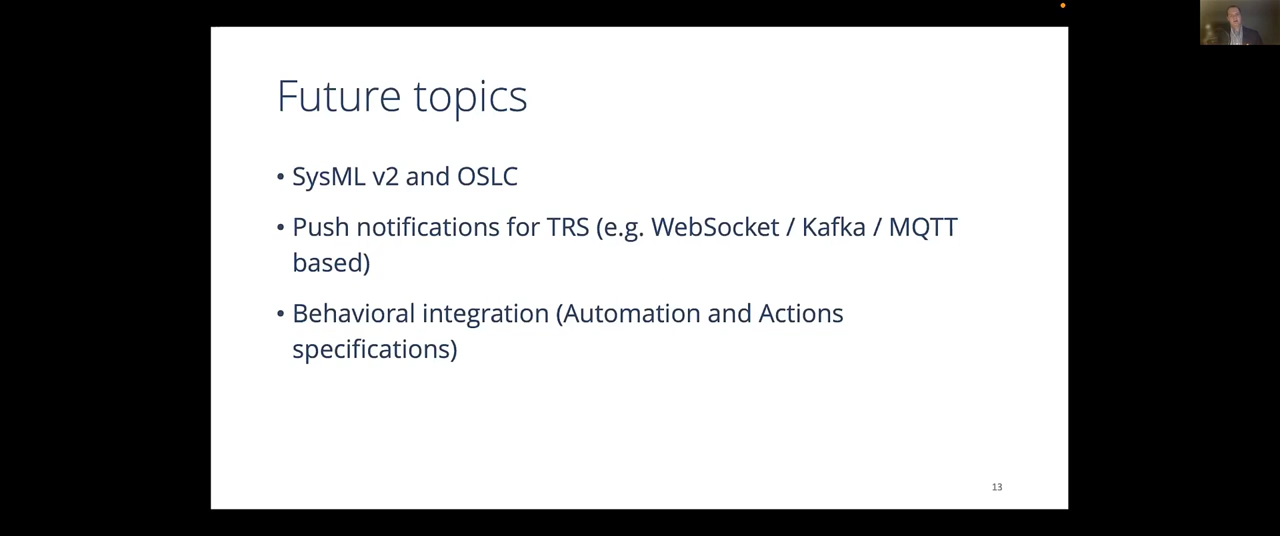 Future topics
• SysML v2 and OSLC
• Push notifications for TRS (e.g. WebSocket / Kafka / MQTT
based)
• Behavioral integration (Automation and Actions
specifications)
13